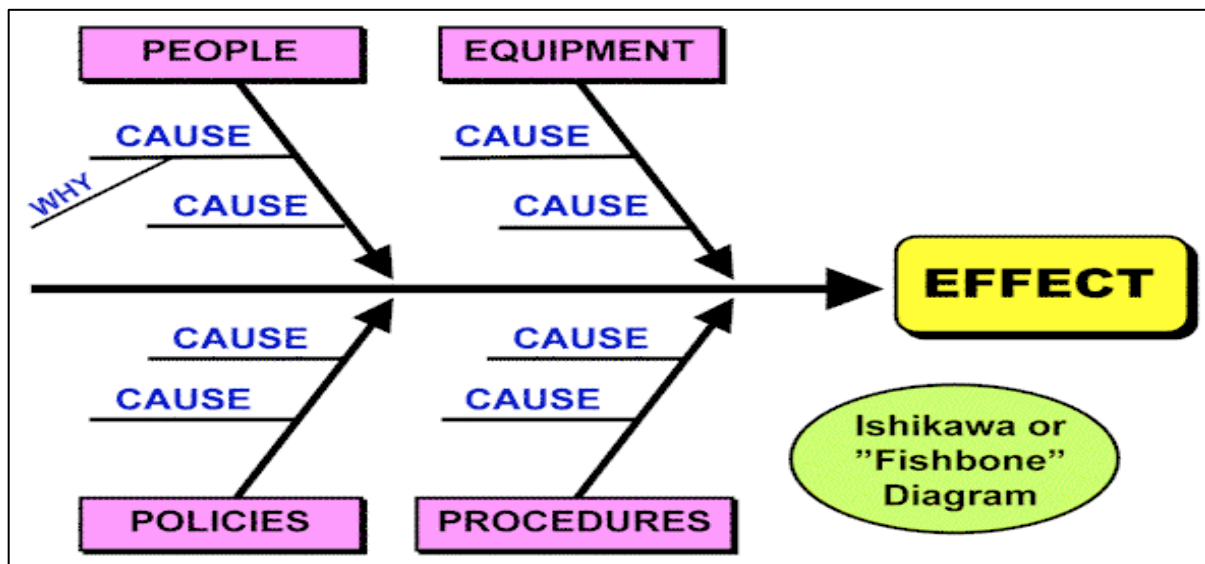 PEOPLE
EQUIPMENT
CAUSE
CAUSE
WHY
CAUSE
CAUSE
EFFECT
CAUSE
CAUSE
CAUSE
CAUSE
Ishikawa or
”Fishbone”
Diagram
POLICIES
PROCEDURES